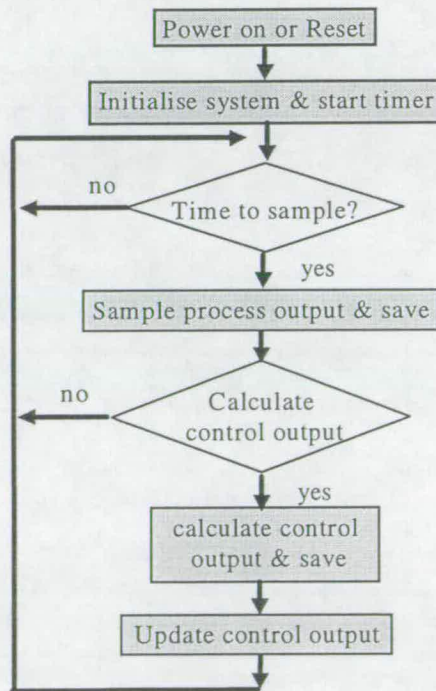 Power on or Reset
Initialise system & start timer
no
Time to sample?
yes
Sample process output & save
no
Calculate
control output
yes
calculate control
output & save
Update control output